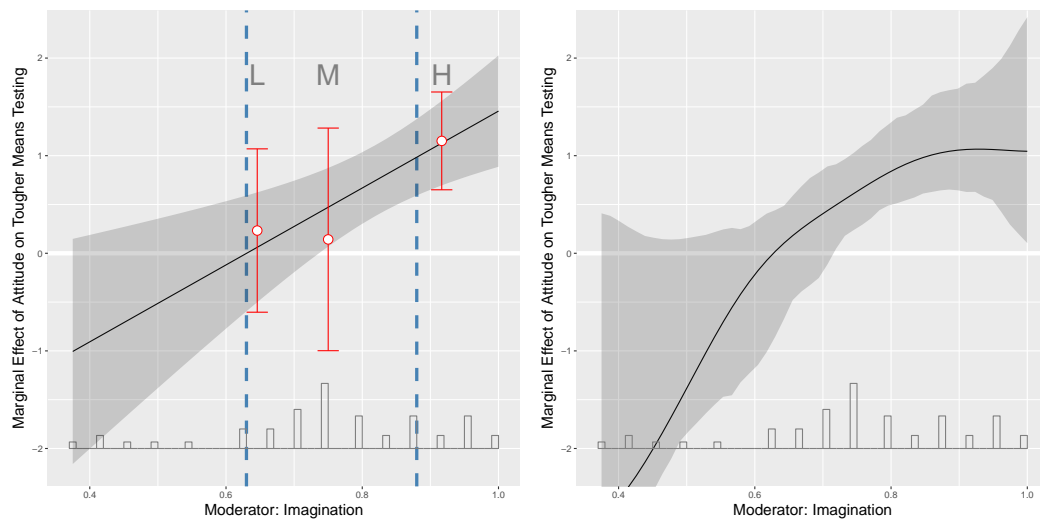 Marginal Effect of Attitude on Tougher Means Testing
2
1
0
−1
−2
L
M
H
0.4
0.6
0.8
1.0
Moderator: Imagination
Marginal Effect of Attitude on Tougher Means Testing
2
1
0
−1
−2
0.4
0.6
0.8
1.0
Moderator: Imagination